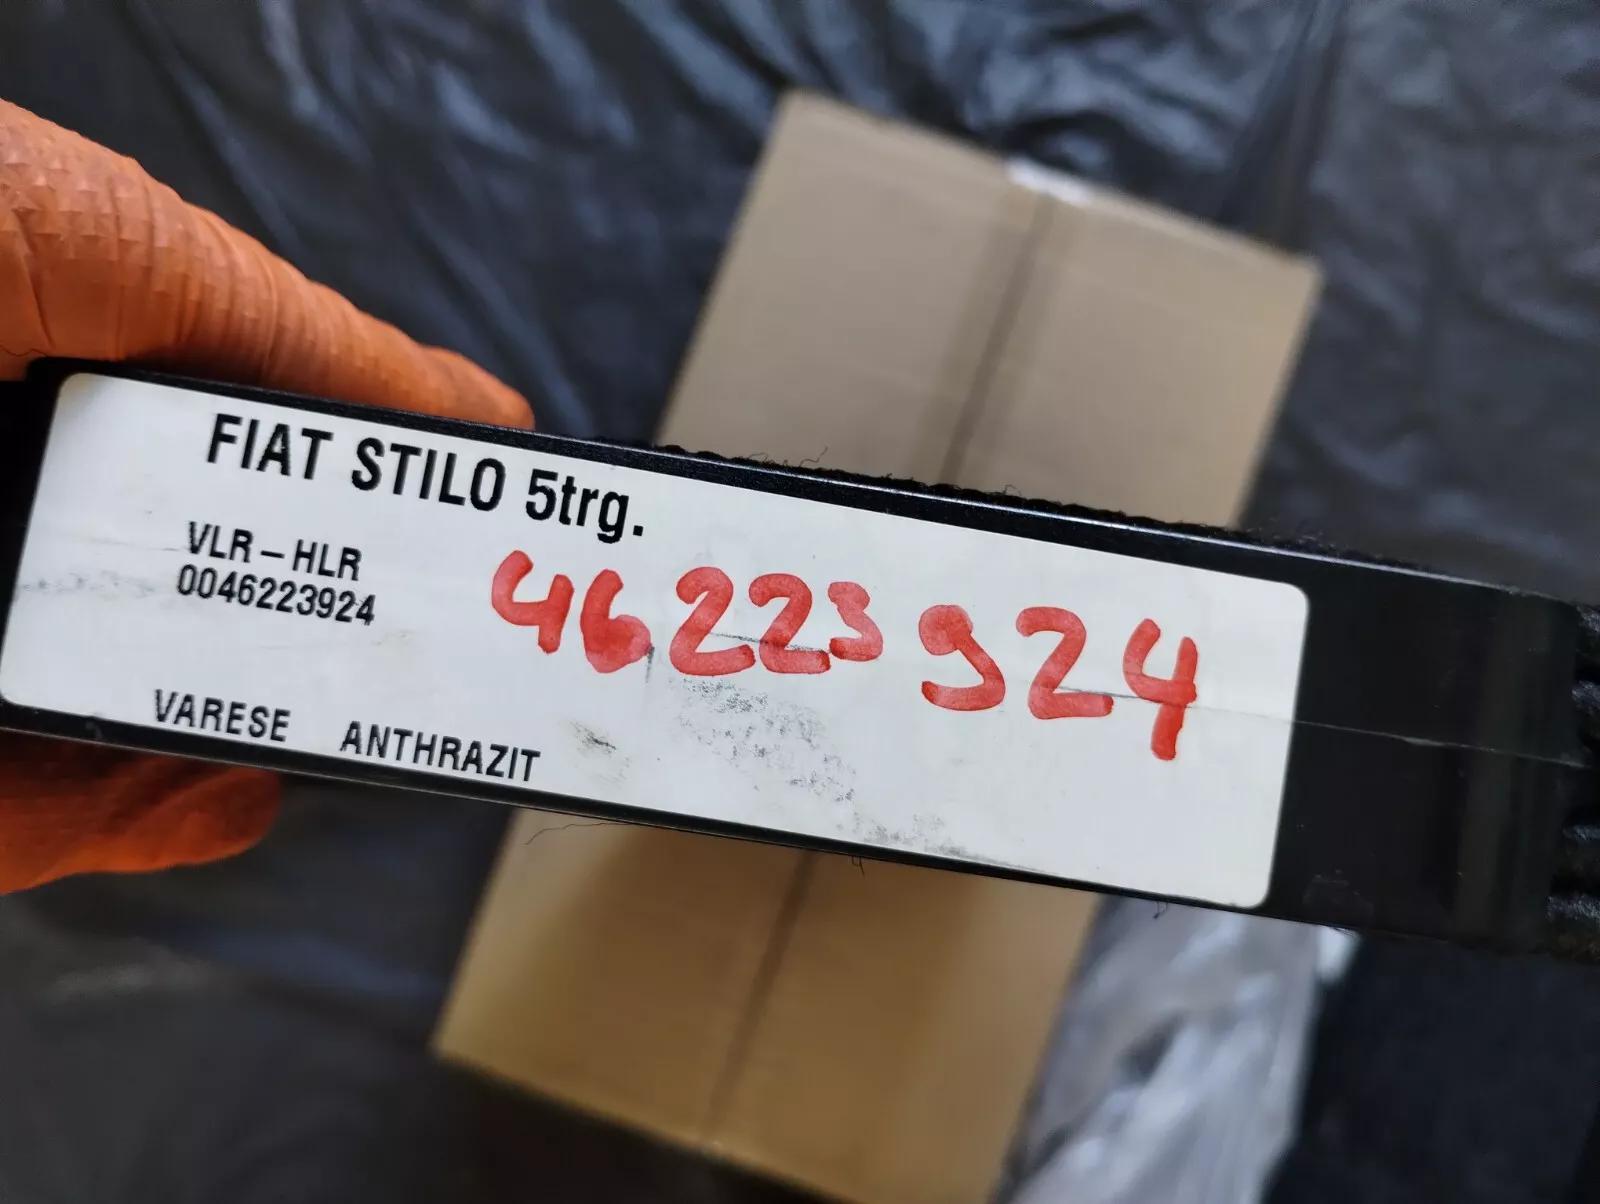 FIAT STILO 5trg.
VLR-HLR
0046223924
46223924
VARESE ANTHRAZIT